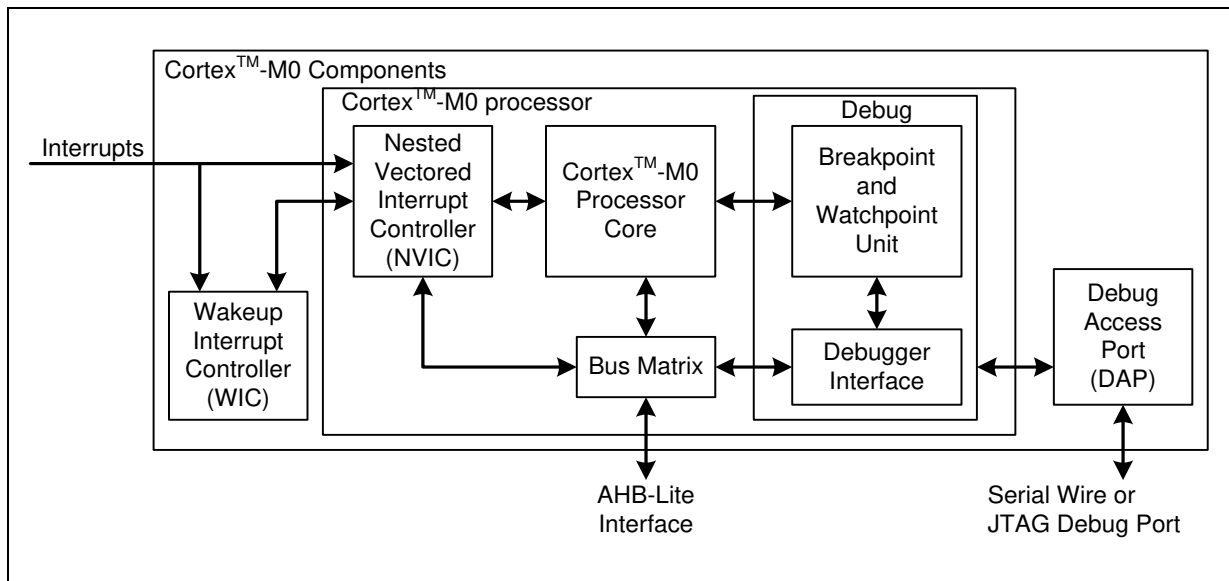 Cortex™-M0 Components
Cortex™-M0 processor
Debug
Interrupts
Nested
Vectored
Interrupt
Controller
(NVIC)
Cortex™-M0
Processor
Core
Breakpoint
and
Watchpoint
Unit
Wakeup
Interrupt
Controller
(WIC)
Bus Matrix
Debugger
Interface
Debug
Access
Port
(DAP)
AHB-Lite
Interface
Serial Wire or
JTAG Debug Port